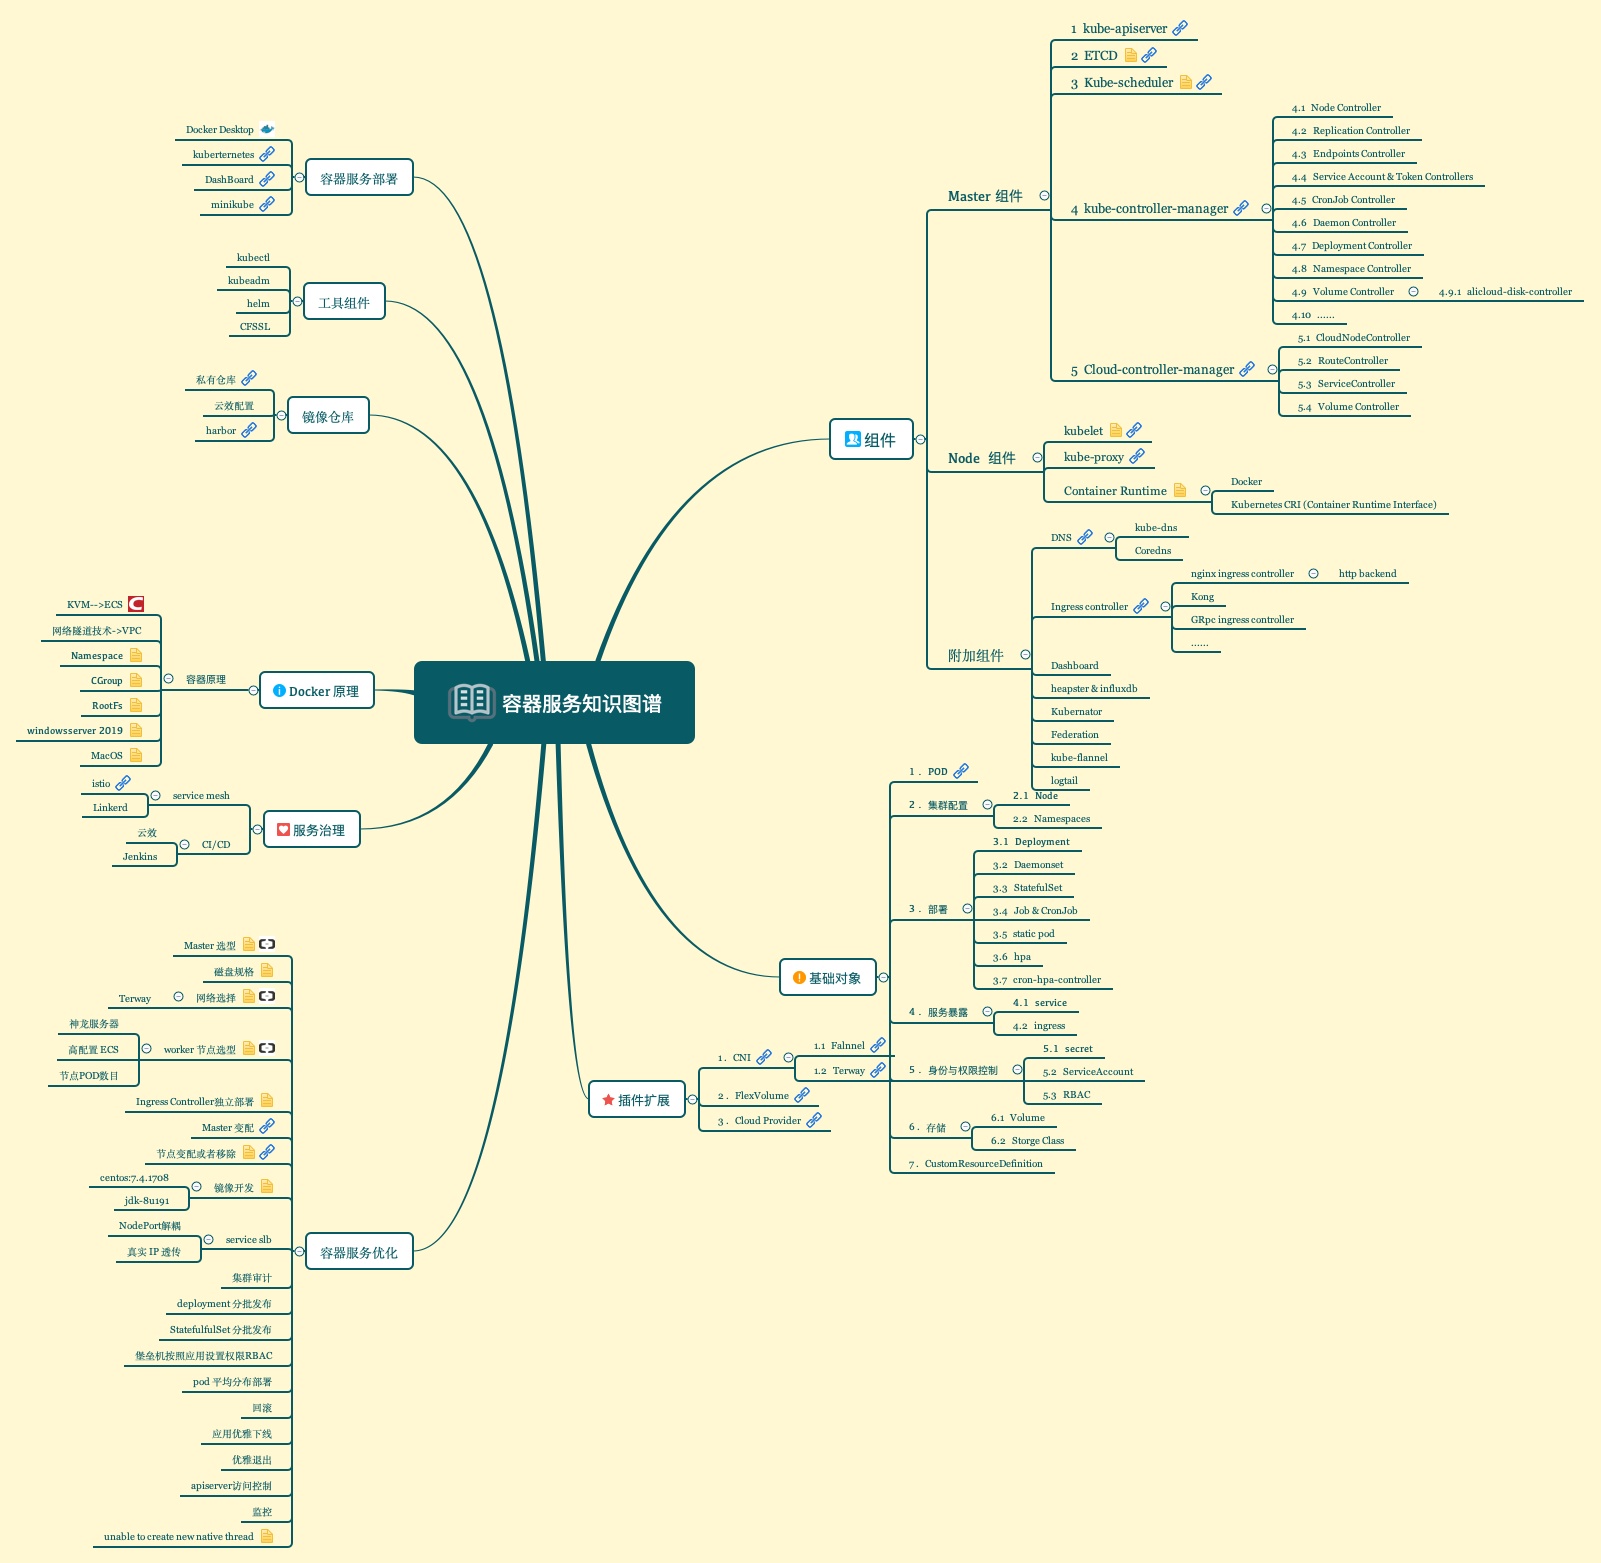 容器服务知识图谱
组件
Master 组件
1 kube-apiserver
2 ETCD
3 Kube-scheduler
4 kube-controller-manager
4.1 Node Controller
4.2 Replication Controller
4.3 Endpoints Controller
4.4 Service Account & Token Controllers
4.5 CronJob Controller
4.6 Daemon Controller
4.7 Deployment Controller
4.8 Namespace Controller
4.9 Volume Controller
4.9.1 alicloud-disk-controller
4.10 ......
5 Cloud-controller-manager
5.1 CloudNodeController
5.2 RouteController
5.3 ServiceController
5.4 Volume Controller
Node 组件
kubelet
kube-proxy
Container Runtime
Docker
Kubernetes CRI (Container Runtime Interface)
附加组件
DNS
kube-dns
Coredns
Ingress controller
nginx ingress controller
http backend
Kong
GRpc ingress controller
......
Dashboard
heapster & influxdb
Kubernator
Federation
kube-flannel
logtail
基础对象
1 . POD
2 . 集群配置
2.1 Node
2.2 Namespaces
3 . 部署
3.1 Deployment
3.2 Daemonset
3.3 StatefulSet
3.4 Job & CronJob
3.5 static pod
3.6 hpa
3.7 cron-hpa-controller
4 . 服务暴露
4.1 service
4.2 ingress
5 . 身份与权限控制
5.1 secret
5.2 ServiceAccount
5.3 RBAC
6 . 存储
6.1 Volume
6.2 Storge Class
7 . CustomResourceDefinition
插件扩展
1 . CNI
1.1 Falnnel
1.2 Terway
2 . FlexVolume
3 . Cloud Provider
容器服务部署
Docker Desktop
kuberternetes
DashBoard
minikube
工具组件
kubectl
kubeadm
helm
CFSSL
镜像仓库
私有仓库
云效配置
harbor
Docker 原理
容器原理
KVM-->ECS
网络隧道技术->VPC
Namespace
CGroup
RootFs
windowsserver 2019
MacOS
服务治理
service mesh
istio
Linkerd
CI/CD
云效
Jenkins
容器服务优化
Master 选型
磁盘规格
网络选择
Terway
worker 节点选型
神龙服务器
高配置 ECS
节点POD数目
Ingress Controller独立部署
Master 变配
节点变配或者移除
镜像开发
centos:7.4.1708
jdk-8u191
service slb
NodePort解耦
真实 IP 透传
集群审计
deployment 分批发布
StatefulfulSet 分批发布
堡垒机按照应用设置权限RBAC
pod 平均分布部署
回滚
应用优雅下线
优雅退出
apiserver访问控制
监控
unable to create new native thread